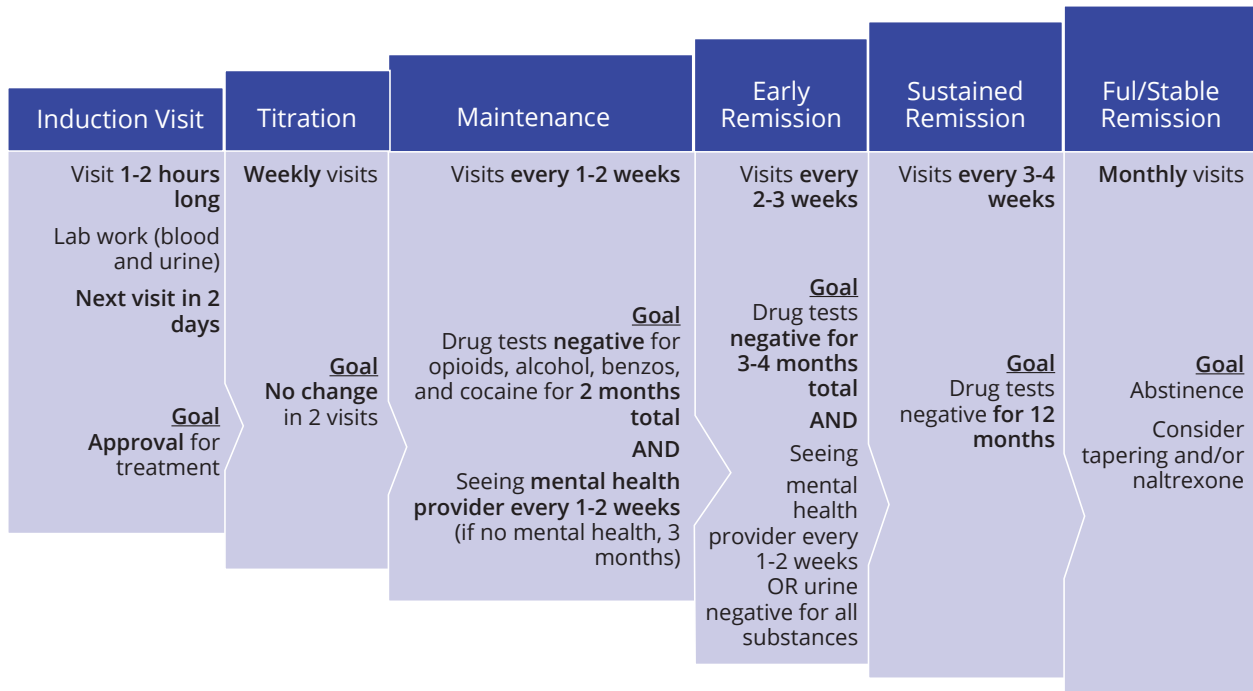 Induction Visit
Visit 1-2 hours
long
Lab work (blood
and urine)
Next visit in 2
days
Goal
Approval for
treatment
Titration
Weekly visits
Goal
No change
in 2 visits
Maintenance
Visits every 1-2 weeks
Goal
Drug tests negative for
opioids, alcohol, benzos,
and cocaine for 2 months
total
AND
Seeing mental health
provider every 1-2 weeks
(if no mental health, 3
months)
Early
Remission
Visits every
2-3 weeks
Goal
Drug tests
negative for
3-4 months
total
AND
Seeing
mental
health
provider every
1-2 weeks
OR urine
negative for all
substances
Sustained
Remission
Visits every 3-4
weeks
Goal
Drug tests
negative for 12
months
Ful/Stable
Remission
Monthly visits
Goal
Abstinence
Consider
tapering and/or
naltrexone